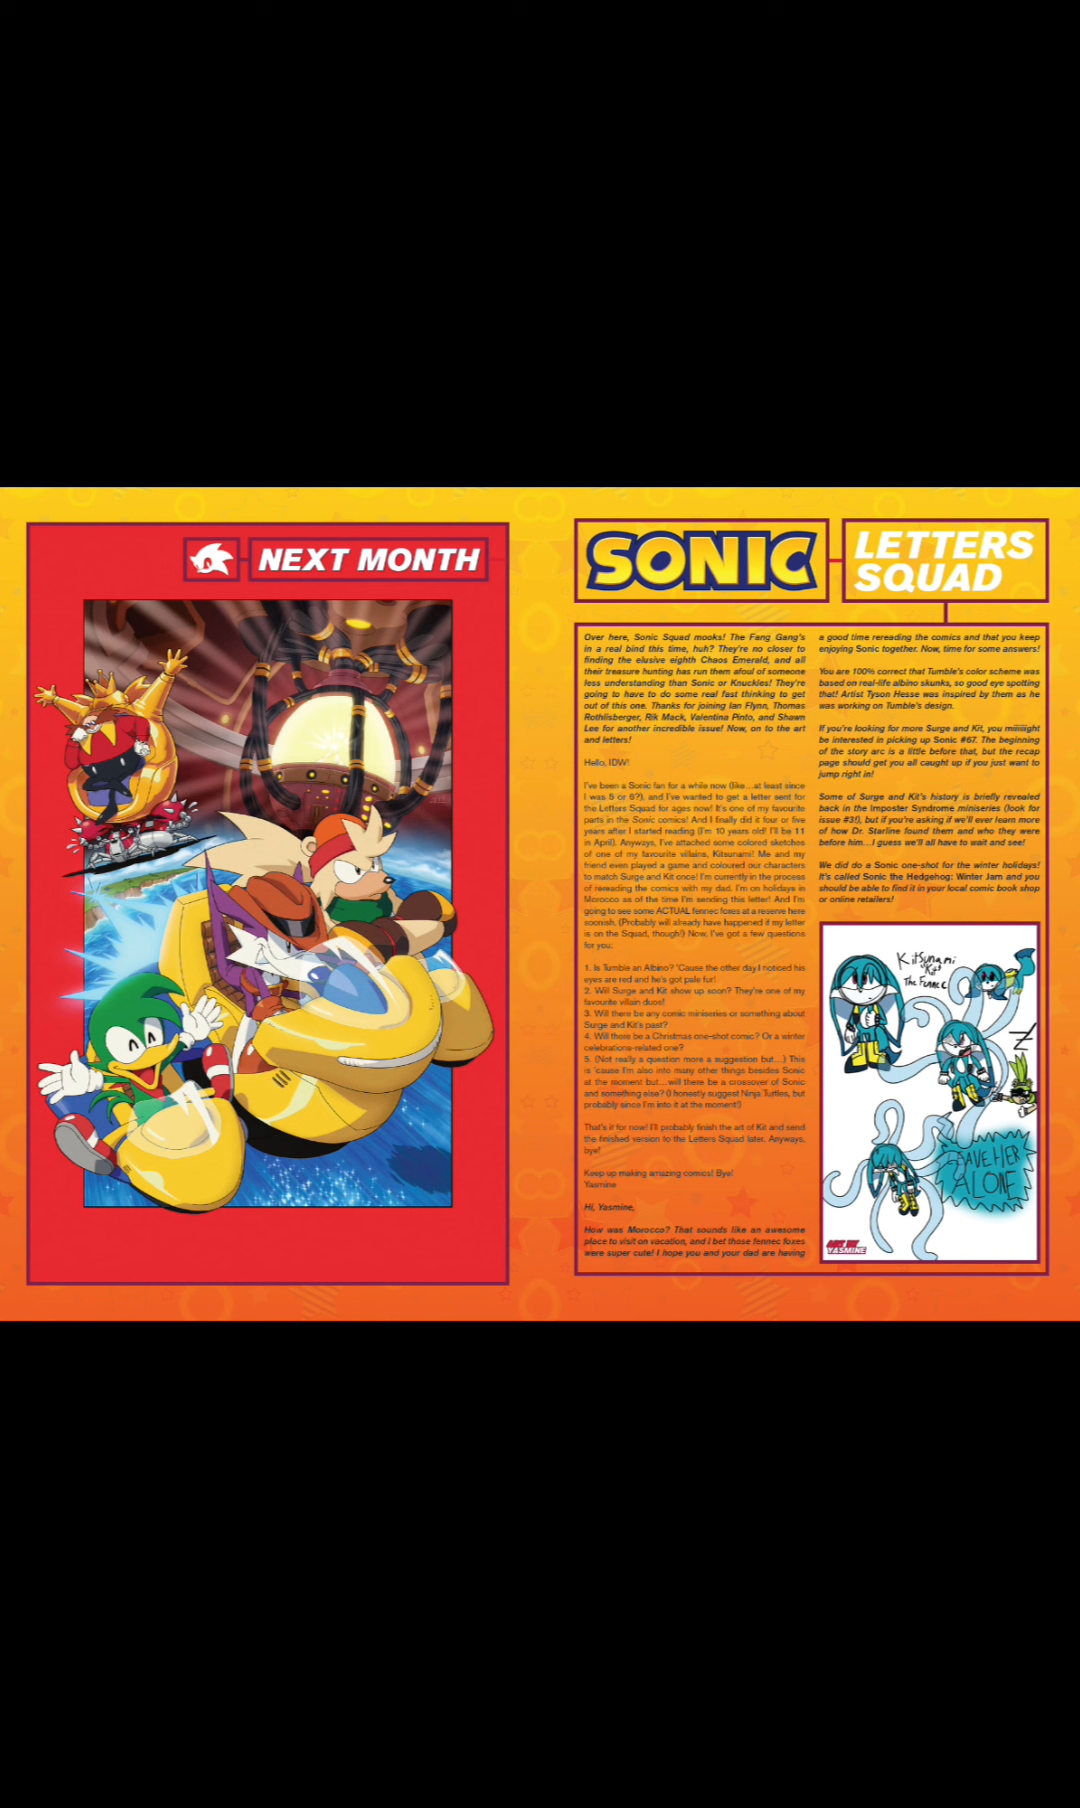 NEXT MONTH
SONIC
LETTERS
SQUAD
Over here, Sonic Squad mooks! The Fang Gang's
in a real bind this time, huh? They're no closer to
finding the elusive eighth Chaos Emerald, and all
their treasure hunting has run them afoul of someone
less understanding than Sonic or Knuckles! They're
going to have to do some real fast thinking to get
out of this one. Thanks for joining Ian Flynn, Thomas
Rothlisberger, Rik Mack, Valentina Pinto, and Shawn
Lee for another incredible issue! Now, on to the art
and letters!
Hello, IDW!
I've been a Sonic fan for a while now (like...at least since
I was 5 or 6?), and I've wanted to get a letter sent for
the Letters Squad for ages now! It's one of my favourite
parts in the Sonic comics! And I finally did it four or five
years after I started reading (I'm 10 years old! I'll be 11
in April). Anyways, I've attached some colored sketches
of one of my favourite villains, Kitsunami! Me and my
friend even played a game and coloured our characters
to match Surge and Kit once! I'm currently in the process
of rereading the comics with my dad. I'm on holidays in
Morocco as of the time I'm sending this letter! And I'm
going to see some ACTUAL fennec foxes at a reserve here
soonish. (Probably will already have happened if my letter
is on the Squad, though!) Now, I've got a few questions
for you:
1. Is Tumble an Albino? 'Cause the other day I noticed his
eyes are red and he's got pale fur!
2. Will Surge and Kit show up soon? They're one of my
favourite villain duos!
3. Will there be any comic miniseries or something about
Surge and Kit's past?
4. Will there be a Christmas one-shot comic? Or a winter
celebrations-related one?
5. (Not really a question more a suggestion but...) This
is 'cause I'm also into many other things besides Sonic
at the moment but...will there be a crossover of Sonic
and something else? (I honestly suggest Ninja Turtles, but
probably since I'm into it at the moment!)
That's it for now! I'll probably finish the art of Kit and send
the finished version to the Letters Squad later. Anyways,
bye!
Keep up making amazing comics! Bye!
Yasmine
Hi, Yasmine,
How was Morocco? That sounds like an awesome
place to visit on vacation, and I bet those fennec foxes
were super cute! I hope you and your dad are having
a good time rereading the comics and that you keep
enjoying Sonic together. Now, time for some answers!
You are 100% correct that Tumble's color scheme was
based on real-life albino skunks, so good eye spotting
that! Artist Tyson Hesse was inspired by them as he
was working on Tumble's design.
If you're looking for more Surge and Kit, you miiiiight
be interested in picking up Sonic #67. The beginning
of the story arc is a little before that, but the recap
page should get you all caught up if you just want to
jump right in!
Some of Surge and Kit's history is briefly revealed
back in the Imposter Syndrome miniseries (look for
issue #3!), but if you're asking if we'll ever learn more
of how Dr. Starline found them and who they were
before him...I guess we'll all have to wait and see!
We did do a Sonic one-shot for the winter holidays!
It's called Sonic the Hedgehog: Winter Jam and you
should be able to find it in your local comic book shop
or online retailers!
Kitsunami
"Kit"
The Fennec
Z
LEAVE HER
ALONE
ART BY
YASMINE